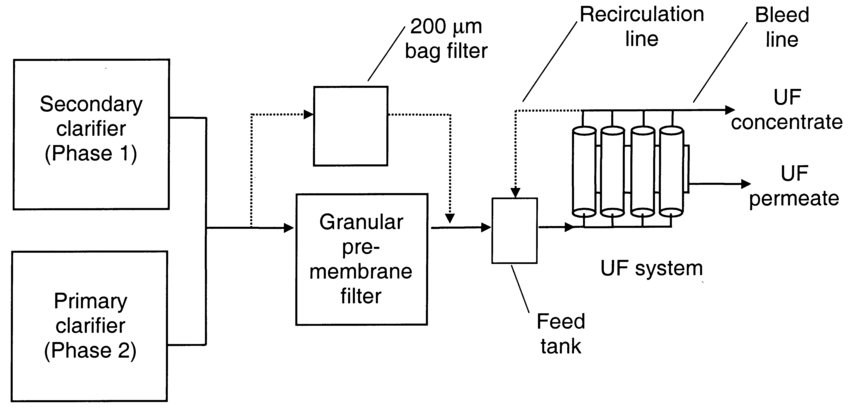 200 μm
bag filter
Recirculation
line
Bleed
line
Secondary
clarifier
(Phase 1)
UF
concentrate
UF
permeate
Granular
pre-
membrane
filter
UF system
Primary
clarifier
(Phase 2)
Feed
tank